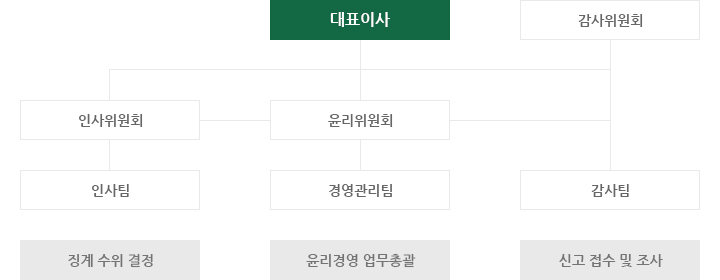 대표이사
감사위원회
인사위원회
윤리위원회
인사팀
경영관리팀
감사팀
징계 수위 결정
윤리경영 업무총괄
신고 접수 및 조사